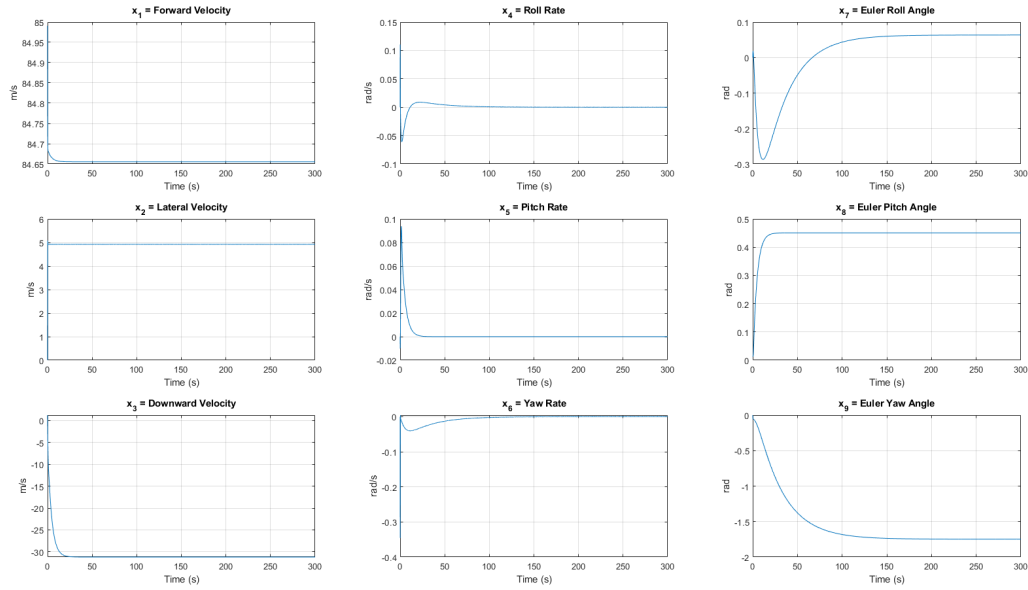 x1 = Forward Velocity
85
84.95
84.9
84.85
84.8
84.75
84.7
84.65
m/s
0 50 100 150 200 250 300
Time (s)
x4 = Roll Rate
0.15
0.1
0.05
0
-0.05
-0.1
rad/s
0 50 100 150 200 250 300
Time (s)
x7 = Euler Roll Angle
0.1
0
-0.1
-0.2
-0.3
rad
0 50 100 150 200 250 300
Time (s)
x2 = Lateral Velocity
6
5
4
3
2
1
0
m/s
0 50 100 150 200 250 300
Time (s)
x5 = Pitch Rate
0.1
0.08
0.06
0.04
0.02
0
-0.02
rad/s
0 50 100 150 200 250 300
Time (s)
x8 = Euler Pitch Angle
0.5
0.4
0.3
0.2
0.1
0
rad
0 50 100 150 200 250 300
Time (s)
x3 = Downward Velocity
0
-5
-10
-15
-20
-25
-30
m/s
0 50 100 150 200 250 300
Time (s)
x6 = Yaw Rate
0
-0.1
-0.2
-0.3
-0.4
rad/s
0 50 100 150 200 250 300
Time (s)
x9 = Euler Yaw Angle
0
-0.5
-1
-1.5
-2
rad
0 50 100 150 200 250 300
Time (s)